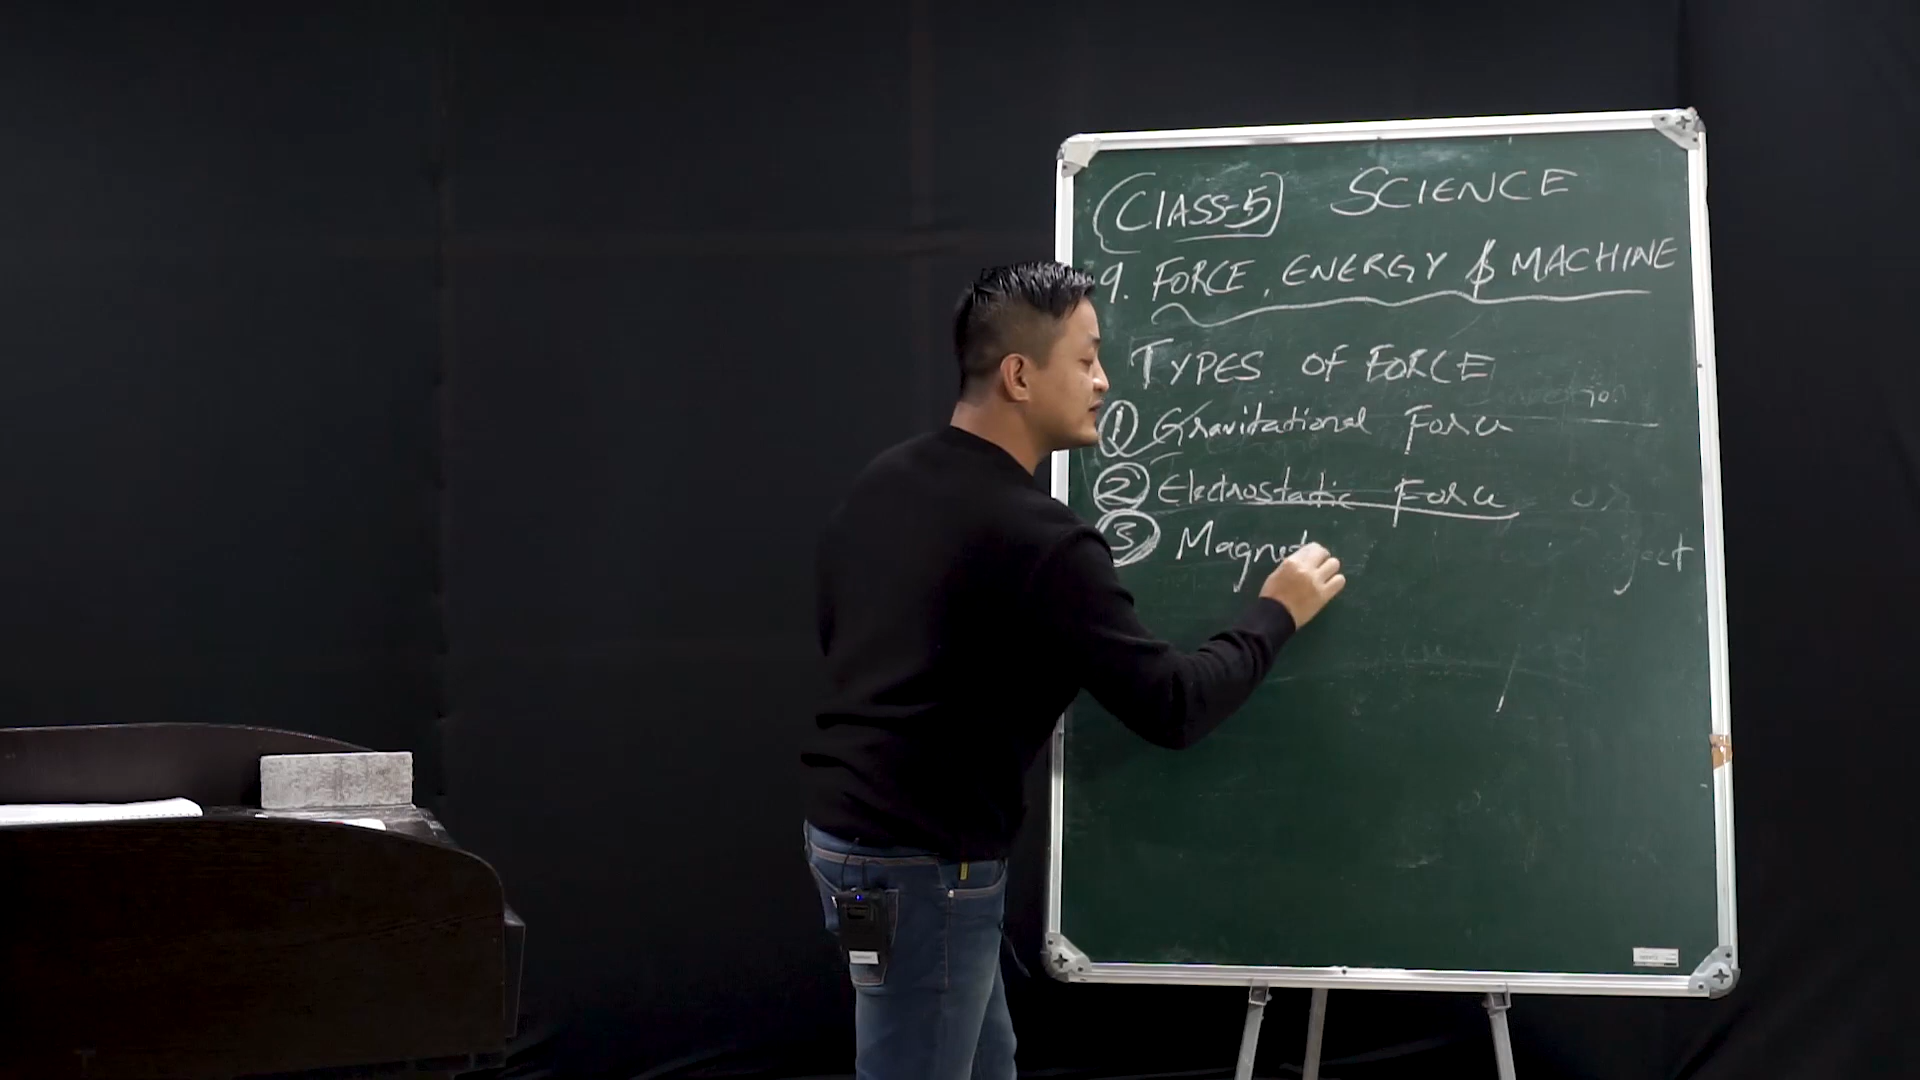 CLASS-5 SCIENCE
9. FORCE, ENERGY & MACHINE
TYPES OF FORCE
1 Gravitational Force
2 Electrostatic Force
3 Magnet